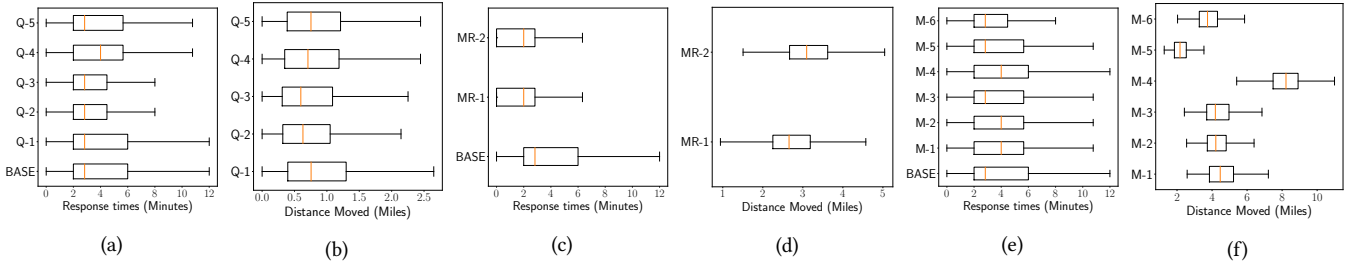 Q-5
Q-4
Q-3
Q-2
Q-1
BASE
0 2 4 6 8 10 12
Response times (Minutes)
(a)
Q-5
Q-4
Q-3
Q-2
Q-1
0.0 0.5 1.0 1.5 2.0 2.5
Distance Moved (Miles)
(b)
MR-2
MR-1
BASE
0 2 4 6 8 10 12
Response times (Minutes)
(c)
MR-2
MR-1
1 2 3 4 5
Distance Moved (Miles)
(d)
M-6
M-5
M-4
M-3
M-2
M-1
BASE
0 2 4 6 8 10 12
Response times (Minutes)
(e)
M-6
M-5
M-4
M-3
M-2
M-1
2 4 6 8 10
Distance Moved (Miles)
(f)